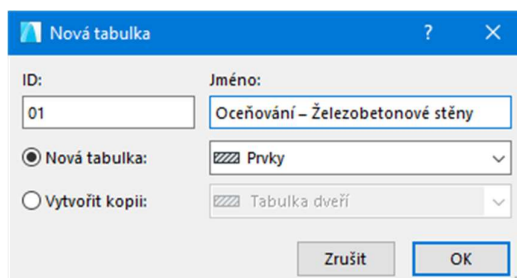 Nová tabulka ?
ID: Jméno:
01 Oceňování – Železobetonové stěny
Nová tabulka: Prvky
Vytvořit kopii: Tabulka dveří
Zrušit OK